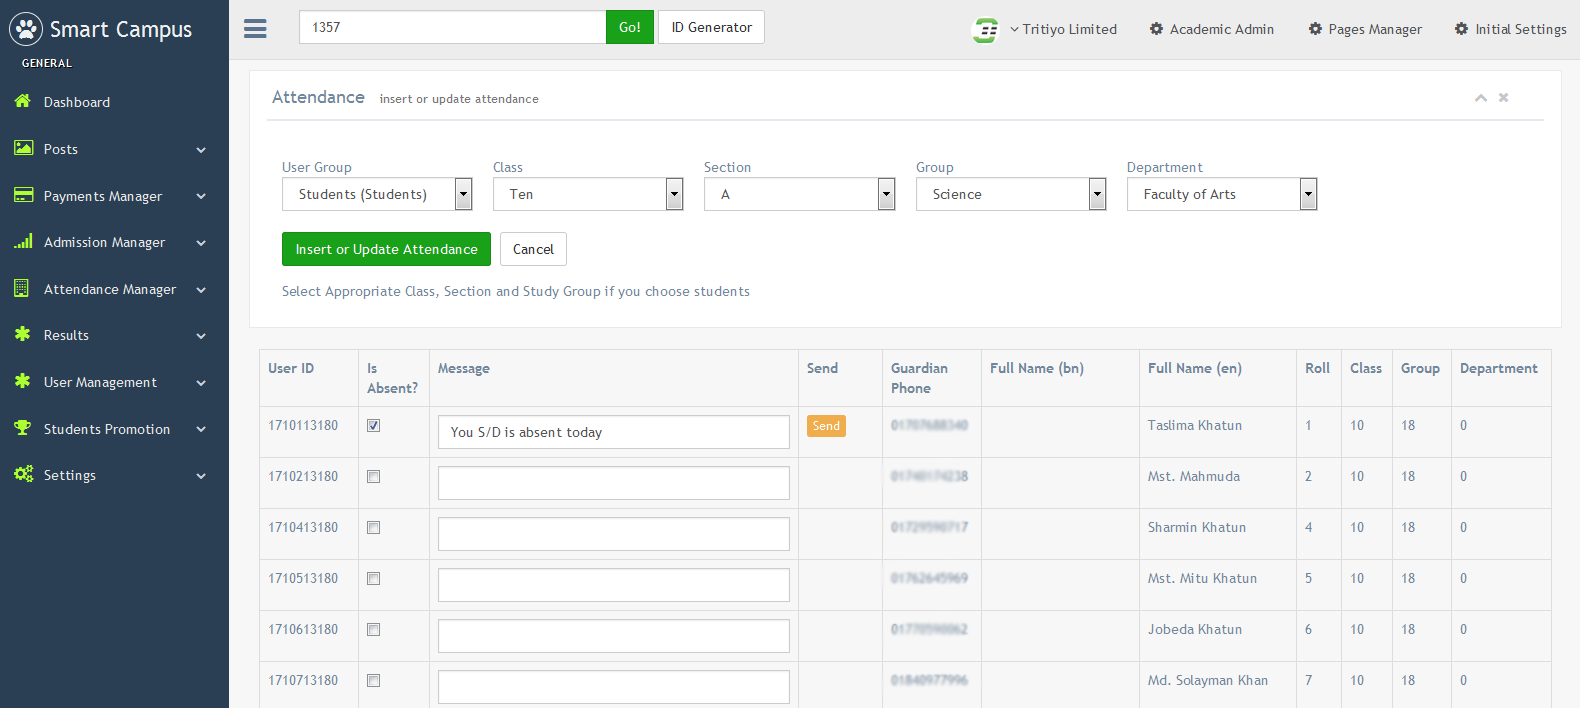 Smart Campus
GENERAL
Dashboard
Posts
Payments Manager
Admission Manager
Attendance Manager
Results
User Management
Students Promotion
Settings
1357 Go! ID Generator
Tritiyo Limited Academic Admin Pages Manager Initial Settings
Attendance insert or update attendance
User Group Class Section Group Department
Students (Students) Ten A Science Faculty of Arts
Insert or Update Attendance Cancel
Select Appropriate Class, Section and Study Group if you choose students
User ID Is Absent? Message Send Guardian Phone Full Name (bn) Full Name (en) Roll Class Group Department
1710113180 You S/D is absent today Send Taslima Khatun 1 10 18 0
1710213180 Mst. Mahmuda 2 10 18 0
1710413180 Sharmin Khatun 4 10 18 0
1710513180 Mst. Mitu Khatun 5 10 18 0
1710613180 Jobeda Khatun 6 10 18 0
1710713180 Md. Solayman Khan 7 10 18 0